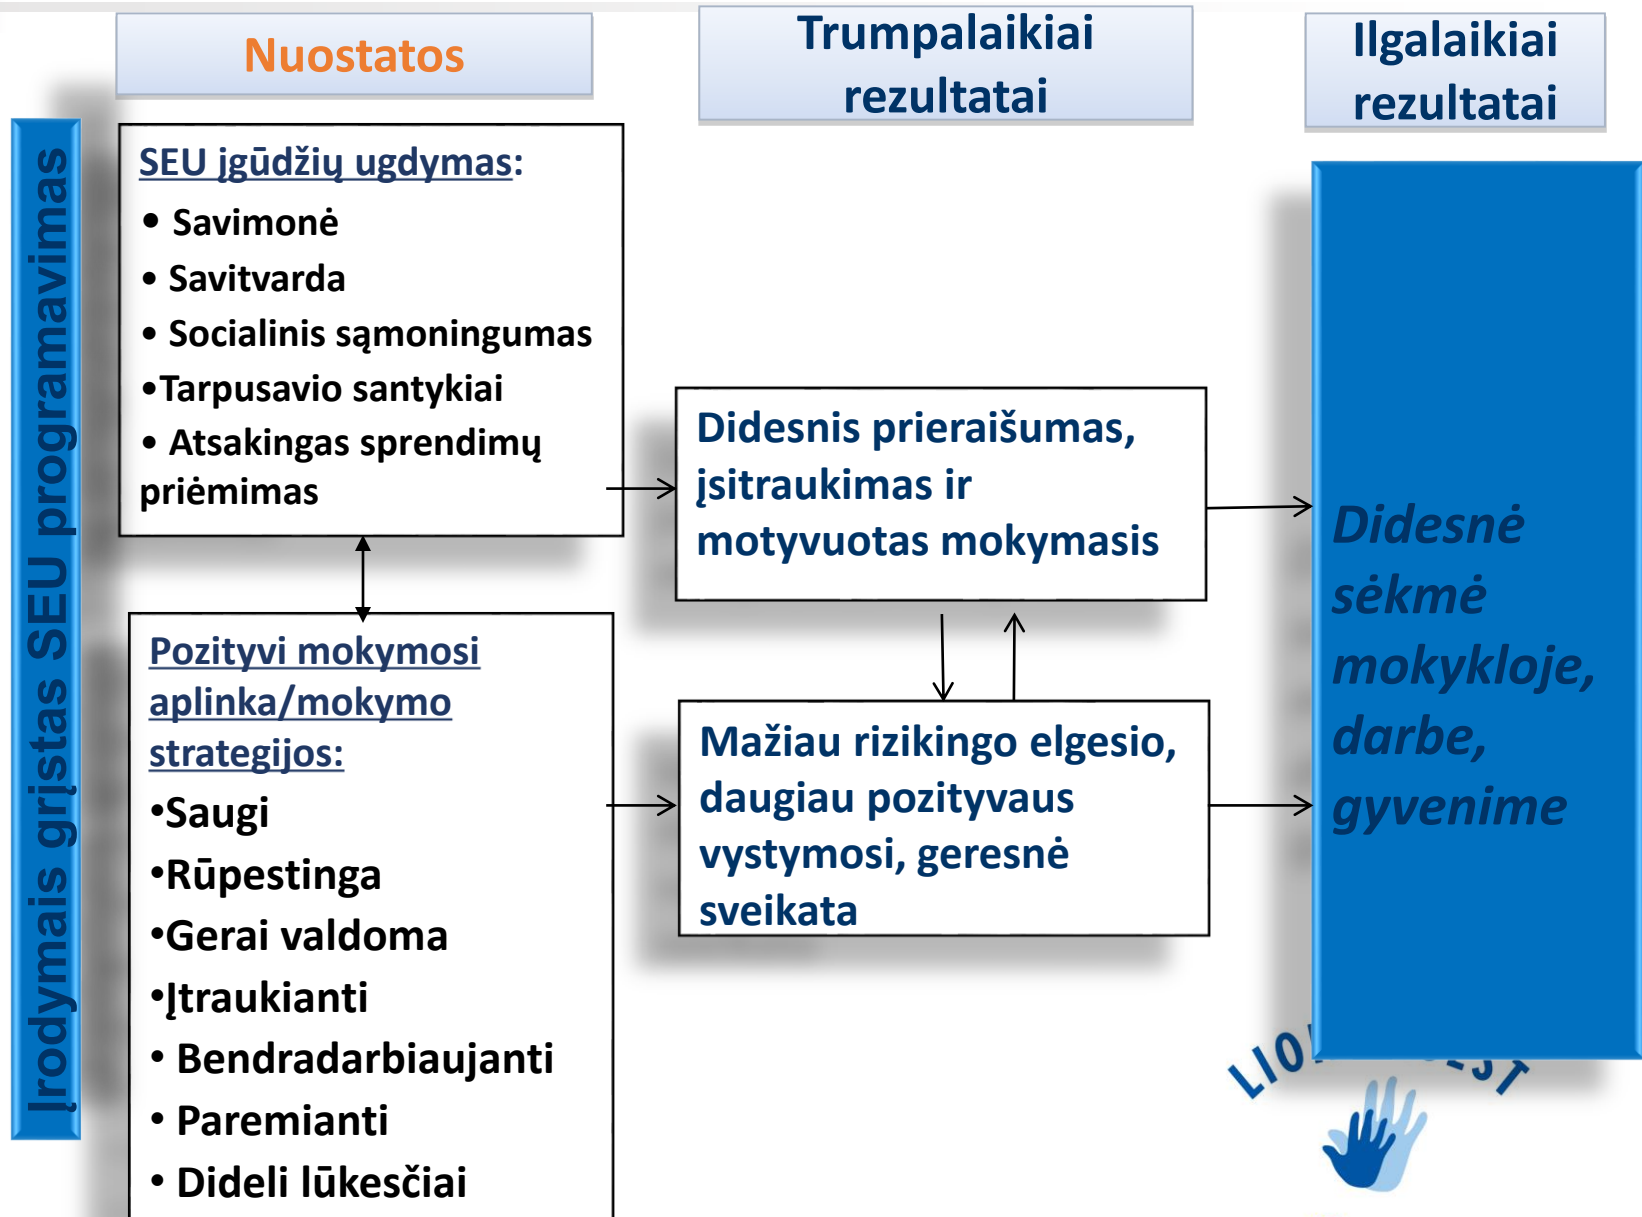 Nuostatos
Trumpalaikiai
rezultatai
Ilgalaikiai
rezultatai
Įrodymais grįstas SEU programavimas
SEU įgūdžių ugdymas:
• Savimonė
• Savitvarda
• Socialinis sąmoningumas
•Tarpusavio santykiai
• Atsakingas sprendimų
priėmimas
Pozityvi mokymosi
aplinka/mokymo
strategijos:
•Saugi
•Rūpestinga
•Gerai valdoma
•Įtraukianti
• Bendradarbiaujanti
• Paremianti
• Dideli lūkesčiai
Didesnis prieraišumas,
įsitraukimas ir
motyvuotas mokymasis
Mažiau rizikingo elgesio,
daugiau pozityvaus
vystymosi, geresnė
sveikata
Didesnė
sėkmė
mokykloje,
darbe,
gyvenime